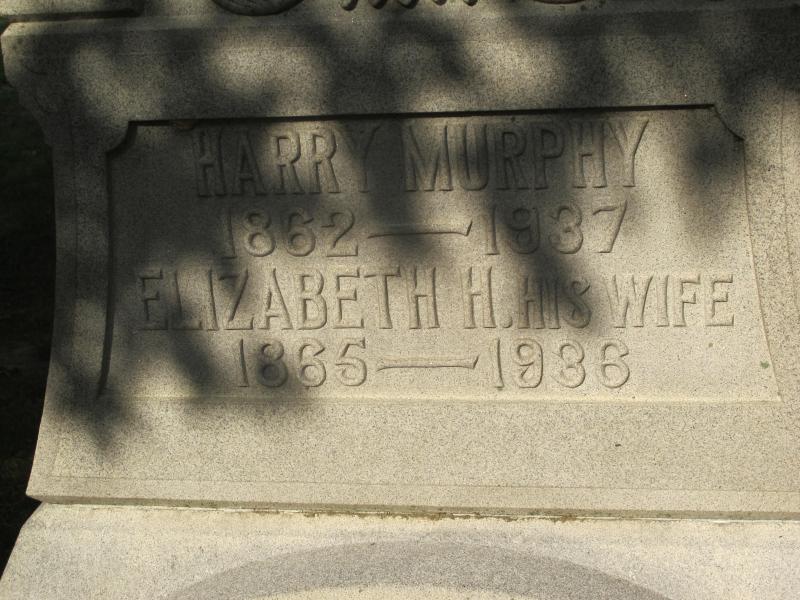 HARRY MURPHY
1862—1937
ELIZABETH H. HIS WIFE
1865—1936